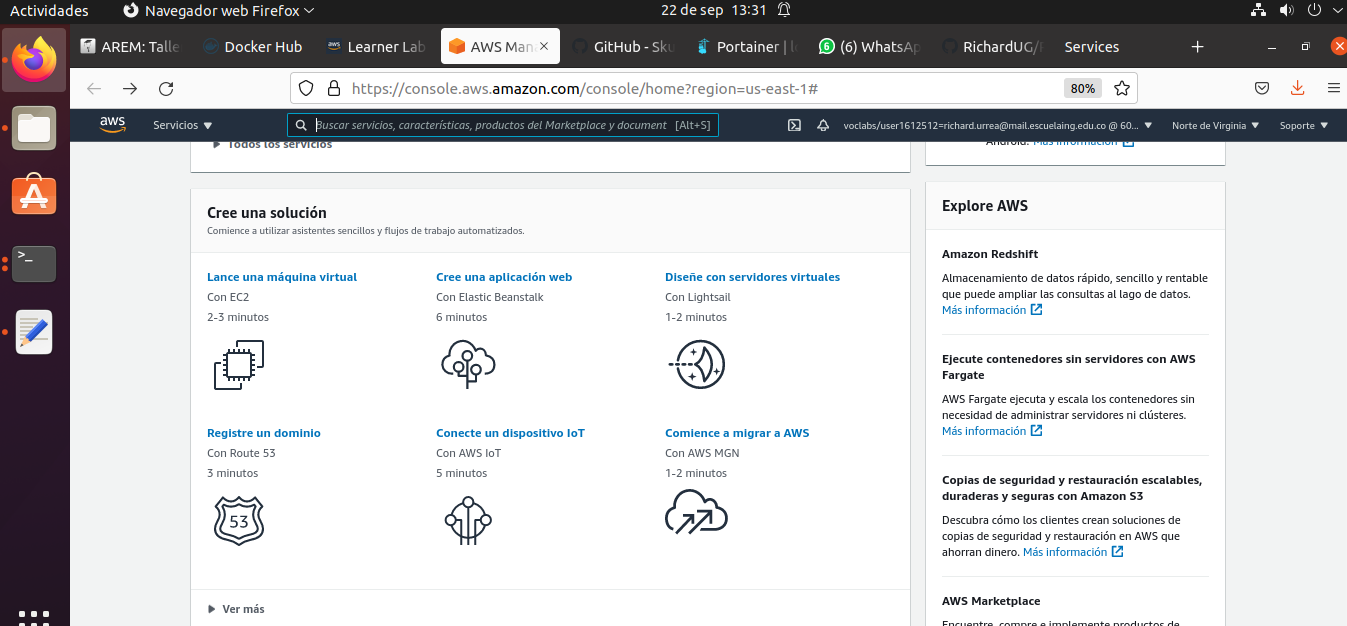 Actividades
Navegador web Firefox
22 de sep 13:31
AREM: Talle
Docker Hub
Learner Lab
AWS Man
GitHub - Sku
Portainer | l
(6) WhatsAp
RichardUG/
Services
https://console.aws.amazon.com/console/home?region=us-east-1#
80%
aws
Servicios
Buscar servicios, características, productos del Marketplace y document [Alt+S]
voclabs/user1612512=richard.urrea@mail.escuelaing.edu.co @ 60...
Norte de Virginia
Soporte
Todos los servicios
Android. Más información
Cree una solución
Comience a utilizar asistentes sencillos y flujos de trabajo automatizados.
Lance una máquina virtual
Con EC2
2-3 minutos
Cree una aplicación web
Con Elastic Beanstalk
6 minutos
Diseñe con servidores virtuales
Con Lightsail
1-2 minutos
Registre un dominio
Con Route 53
3 minutos
53
Conecte un dispositivo IoT
Con AWS IoT
5 minutos
Comience a migrar a AWS
Con AWS MGN
1-2 minutos
Ver más
Explore AWS
Amazon Redshift
Almacenamiento de datos rápido, sencillo y rentable
que puede ampliar las consultas al lago de datos.
Más información
Ejecute contenedores sin servidores con AWS
Fargate
AWS Fargate ejecuta y escala los contenedores sin
necesidad de administrar servidores ni clústeres.
Más información
Copias de seguridad y restauración escalables,
duraderas y seguras con Amazon S3
Descubra cómo los clientes crean soluciones de
copias de seguridad y restauración en AWS que
ahorran dinero. Más información
AWS Marketplace
Encuentre, compre e implemente productos de